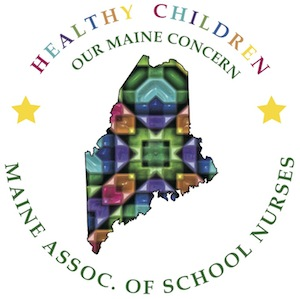 HEALTHY CHILDREN
OUR MAINE CONCERN
MAINE ASSOC. OF SCHOOL NURSES